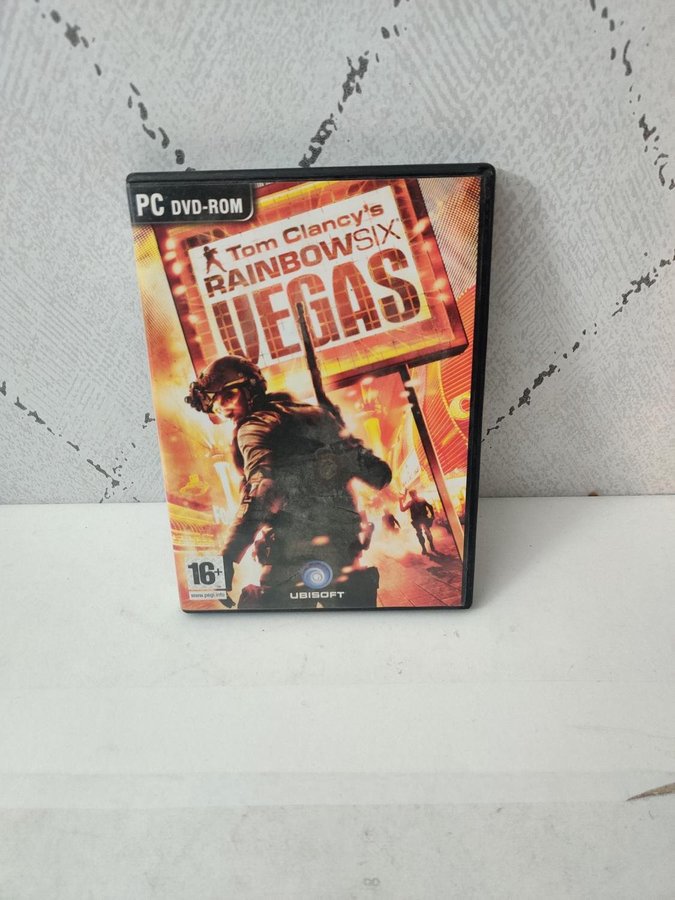 PC DVD-ROM
Tom Clancy's
RAINBOWSIX
VEGAS
16+
www.pegi.info
UBISOFT